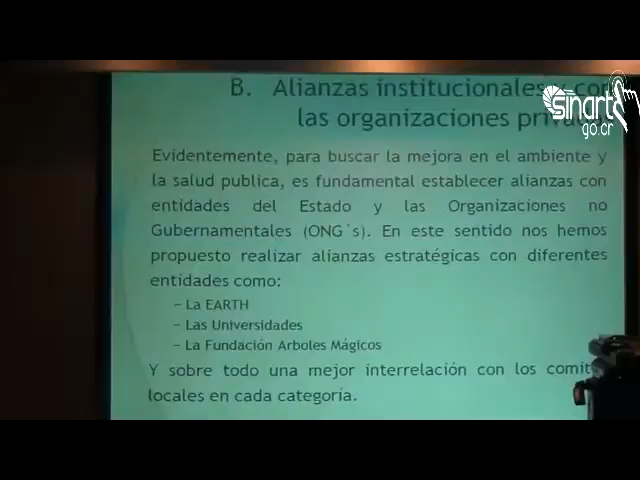 B. Alianzas institucionales y con
las organizaciones
Evidentemente, para buscar la mejora en el ambiente y
la salud publica, es fundamental establecer alianzas con
entidades del Estado y las Organizaciones no
Gubernamentales (ONG`s). En este sentido nos hemos
propuesto realizar alianzas estratégicas con diferentes
entidades como:
– La EARTH
– Las Universidades
– La Fundación Arboles Mágicos
Y sobre todo una mejor interrelación con los
locales en cada categoría.
Sinart
go.cr